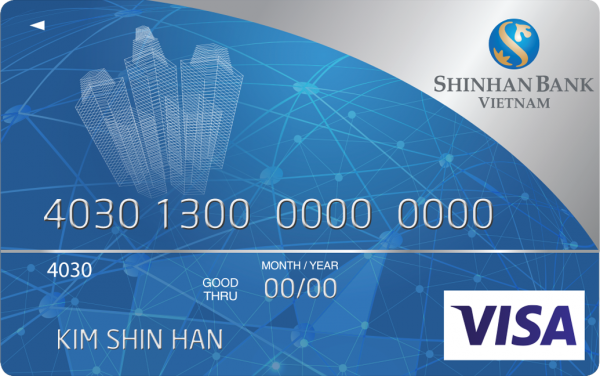 SHINHAN BANK
VIETNAM
4030 1300 0000 0000
4030
MONTH / YEAR
GOOD
THRU
00/00
KIM SHIN HAN
VISA